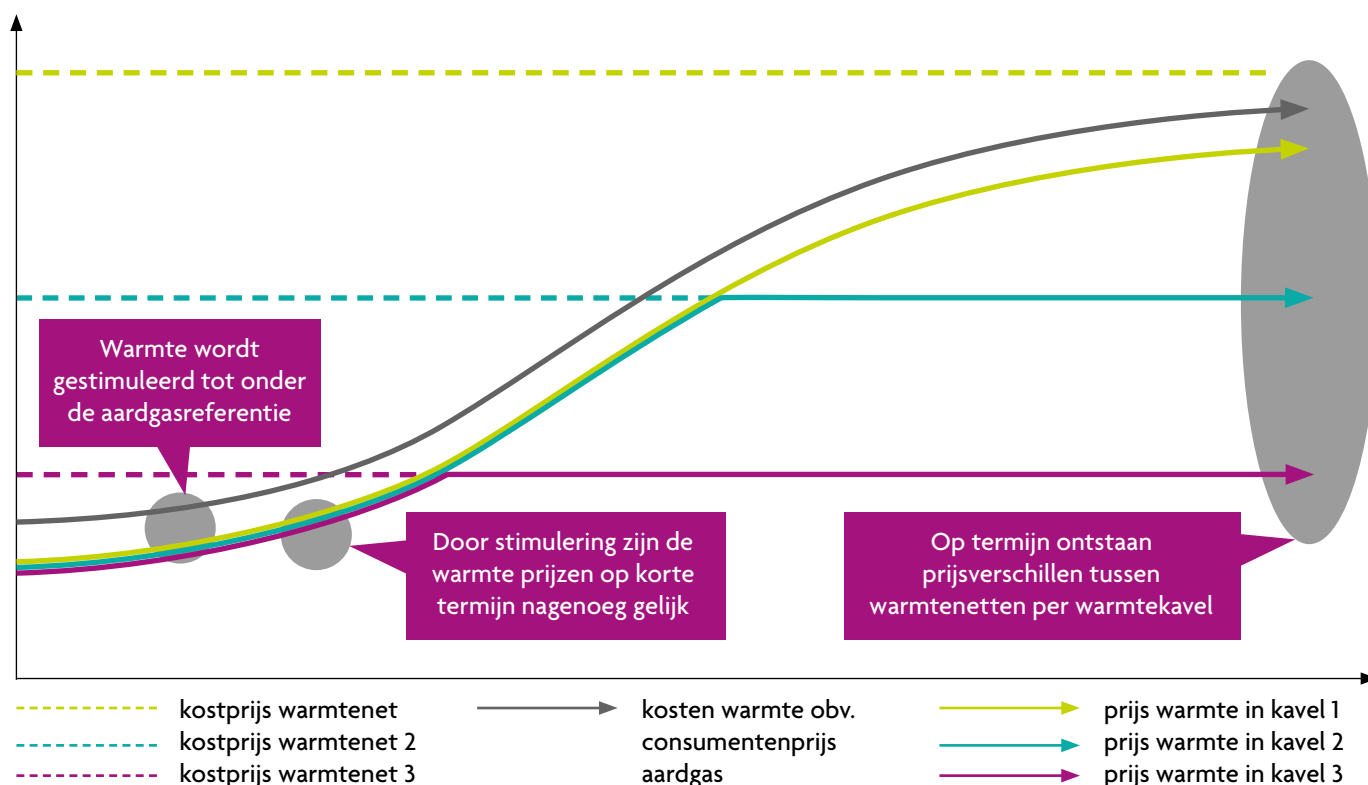 Warmte wordt
gestimuleerd tot onder
de aardgasreferentie
Door stimulering zijn de
warmte prijzen op korte
termijn nagenoeg gelijk
Op termijn ontstaan
prijsverschillen tussen
warmtenetten per warmtekavel
kostprijs warmtenet
kostprijs warmtenet 2
kostprijs warmtenet 3
kosten warmte obv.
consumentenprijs
aardgas
prijs warmte in kavel 1
prijs warmte in kavel 2
prijs warmte in kavel 3